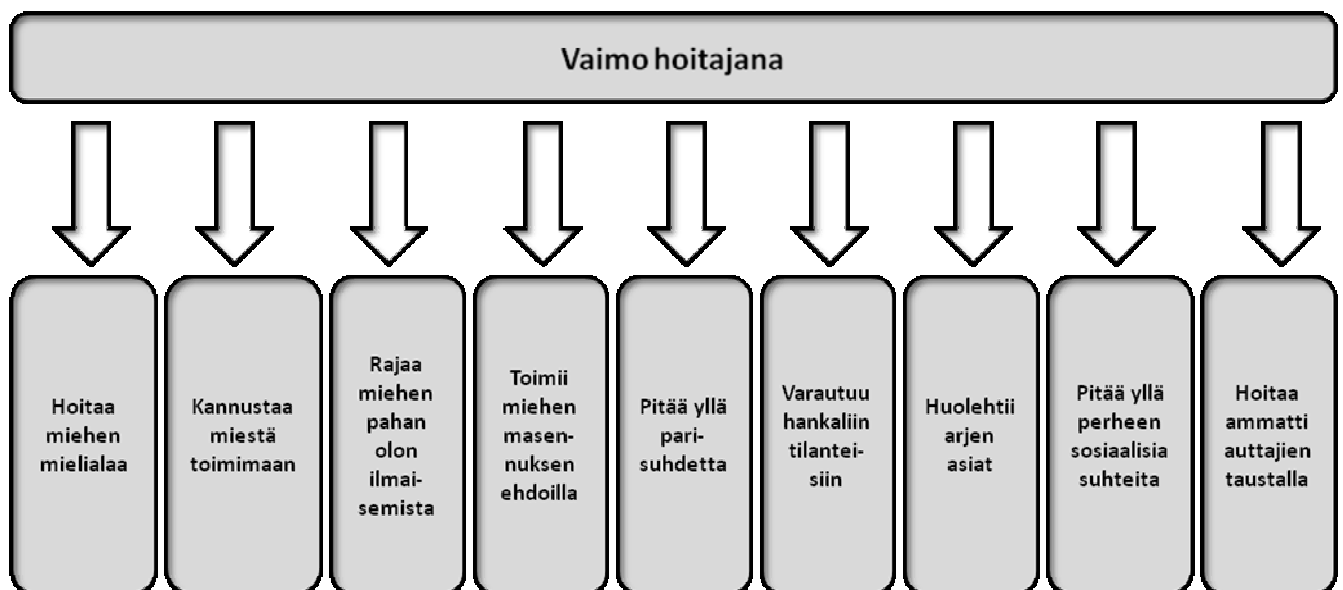 Vaimo hoitajana
Hoitaa
miehen
mielialaa
Kannustaa
miestä
toimimaan
Rajaa
miehen
pahan
olon
ilmai-
semista
Toimii
miehen
masen-
nuksen
ehdoilla
Pitää yllä
pari-
suhdetta
Varautuu
hankaliin
tilantei-
siin
Huolehtii
arjen
asiat
Pitää yllä
perheen
sosiaalisia
suhteita
Hoitaa
ammatti
auttajien
taustalla